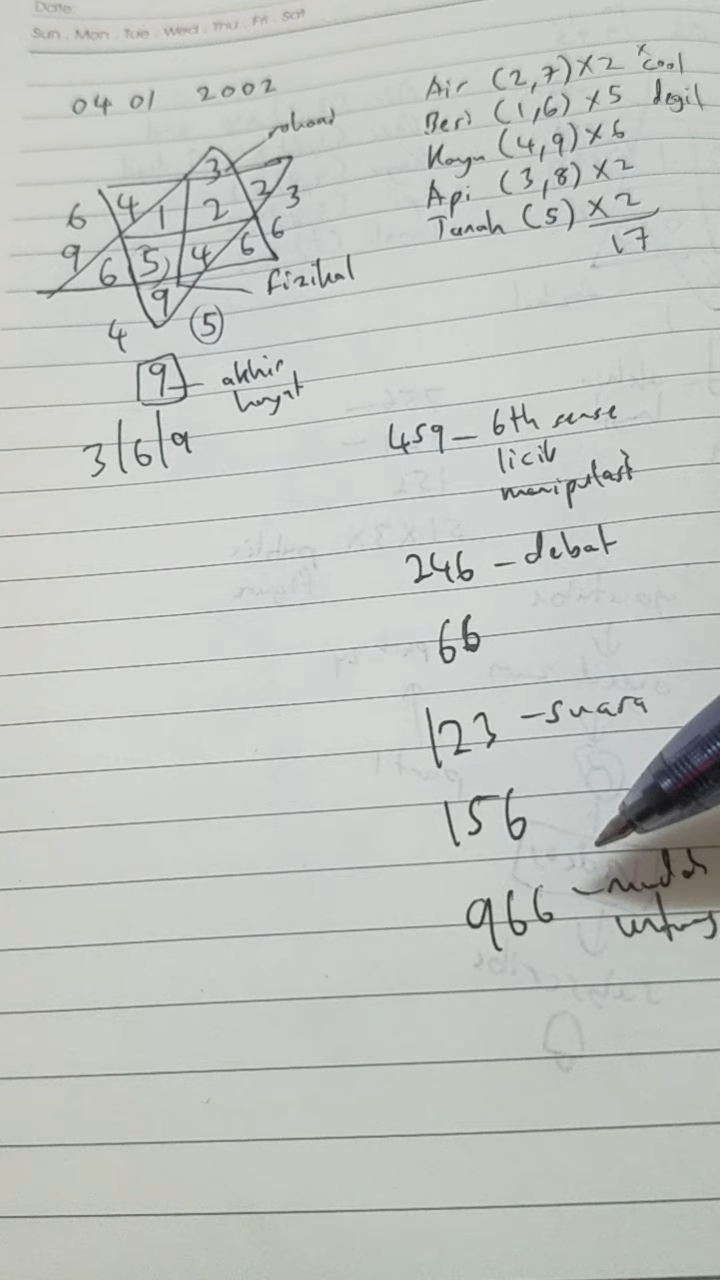 Date
Sun . Mon . Tue . Wed . Thu . Fri . Sat
04 01 2002
rohani
3
4 1 2 2 3
6
9 6 5 4 6 6
fizikal
9
4 5
9 - akhir
hayat
3/6/9
Air (2,7) x 2 x cool
Besi (1,6) x 5 degil
Kayu (4,9) x 6
Api (3,8) x 2
Tanah (5) x 2
17
459 - 6th sense
licik
manipulasi
246 - debat
66
123 - suara
156
966 - mudah
untung